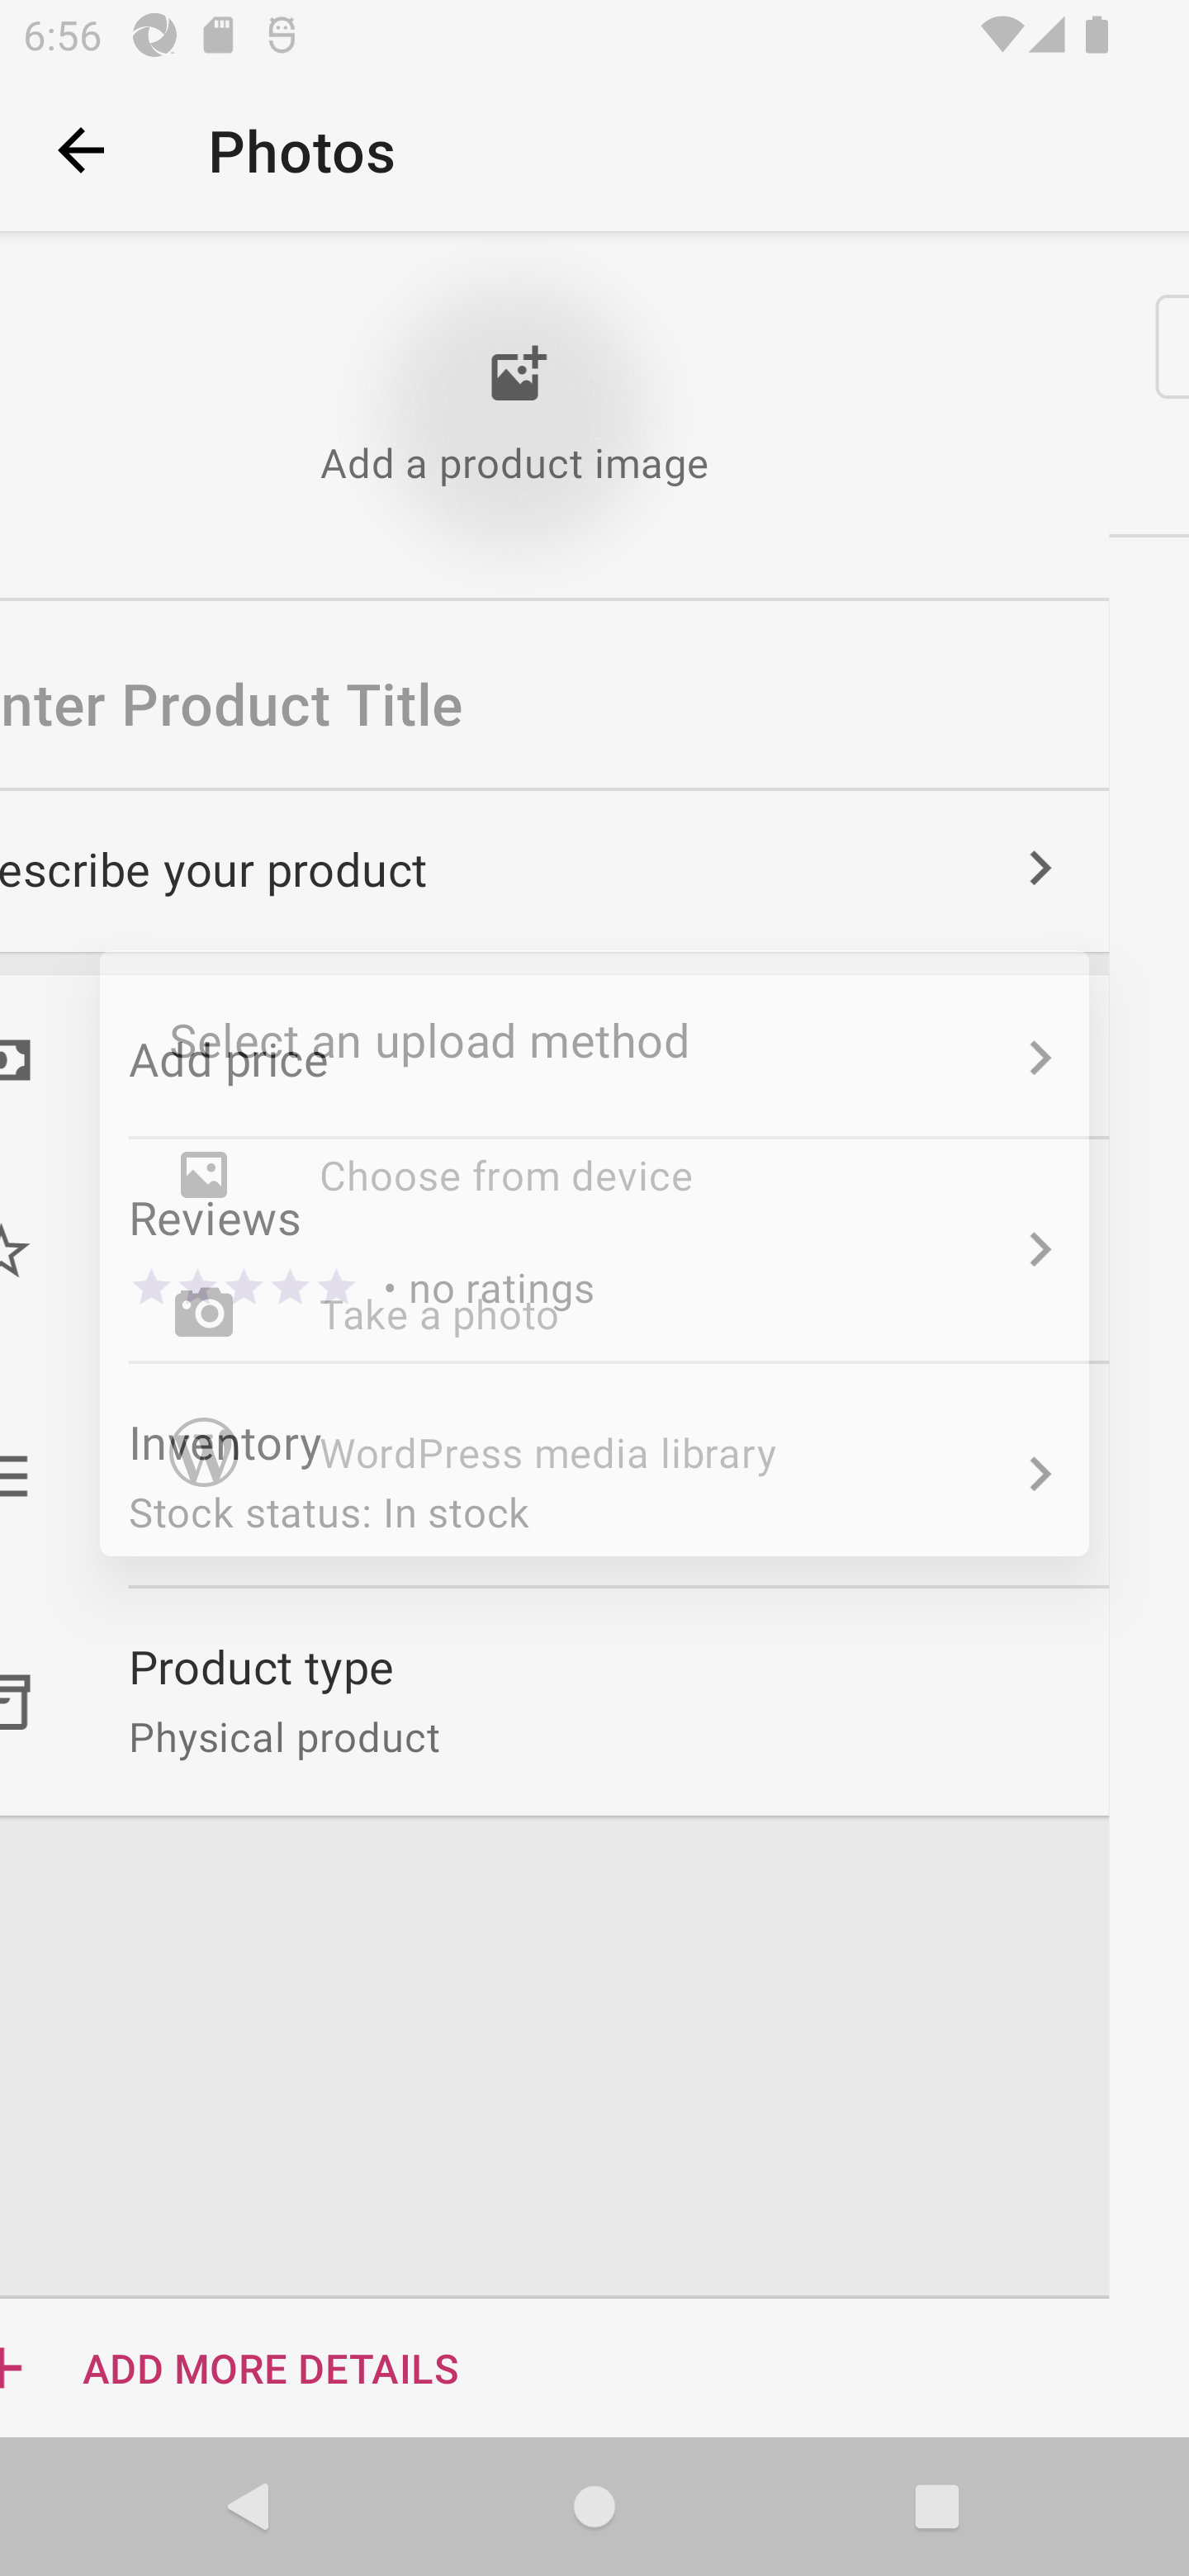 6:56
Photos
Add a product image
nter Product Title
escribe your product
Select an upload method
Add price
Choose from device
Reviews
• no ratings
Take a photo
Inventory
WordPress media library
Stock status: In stock
Product type
Physical product
ADD MORE DETAILS